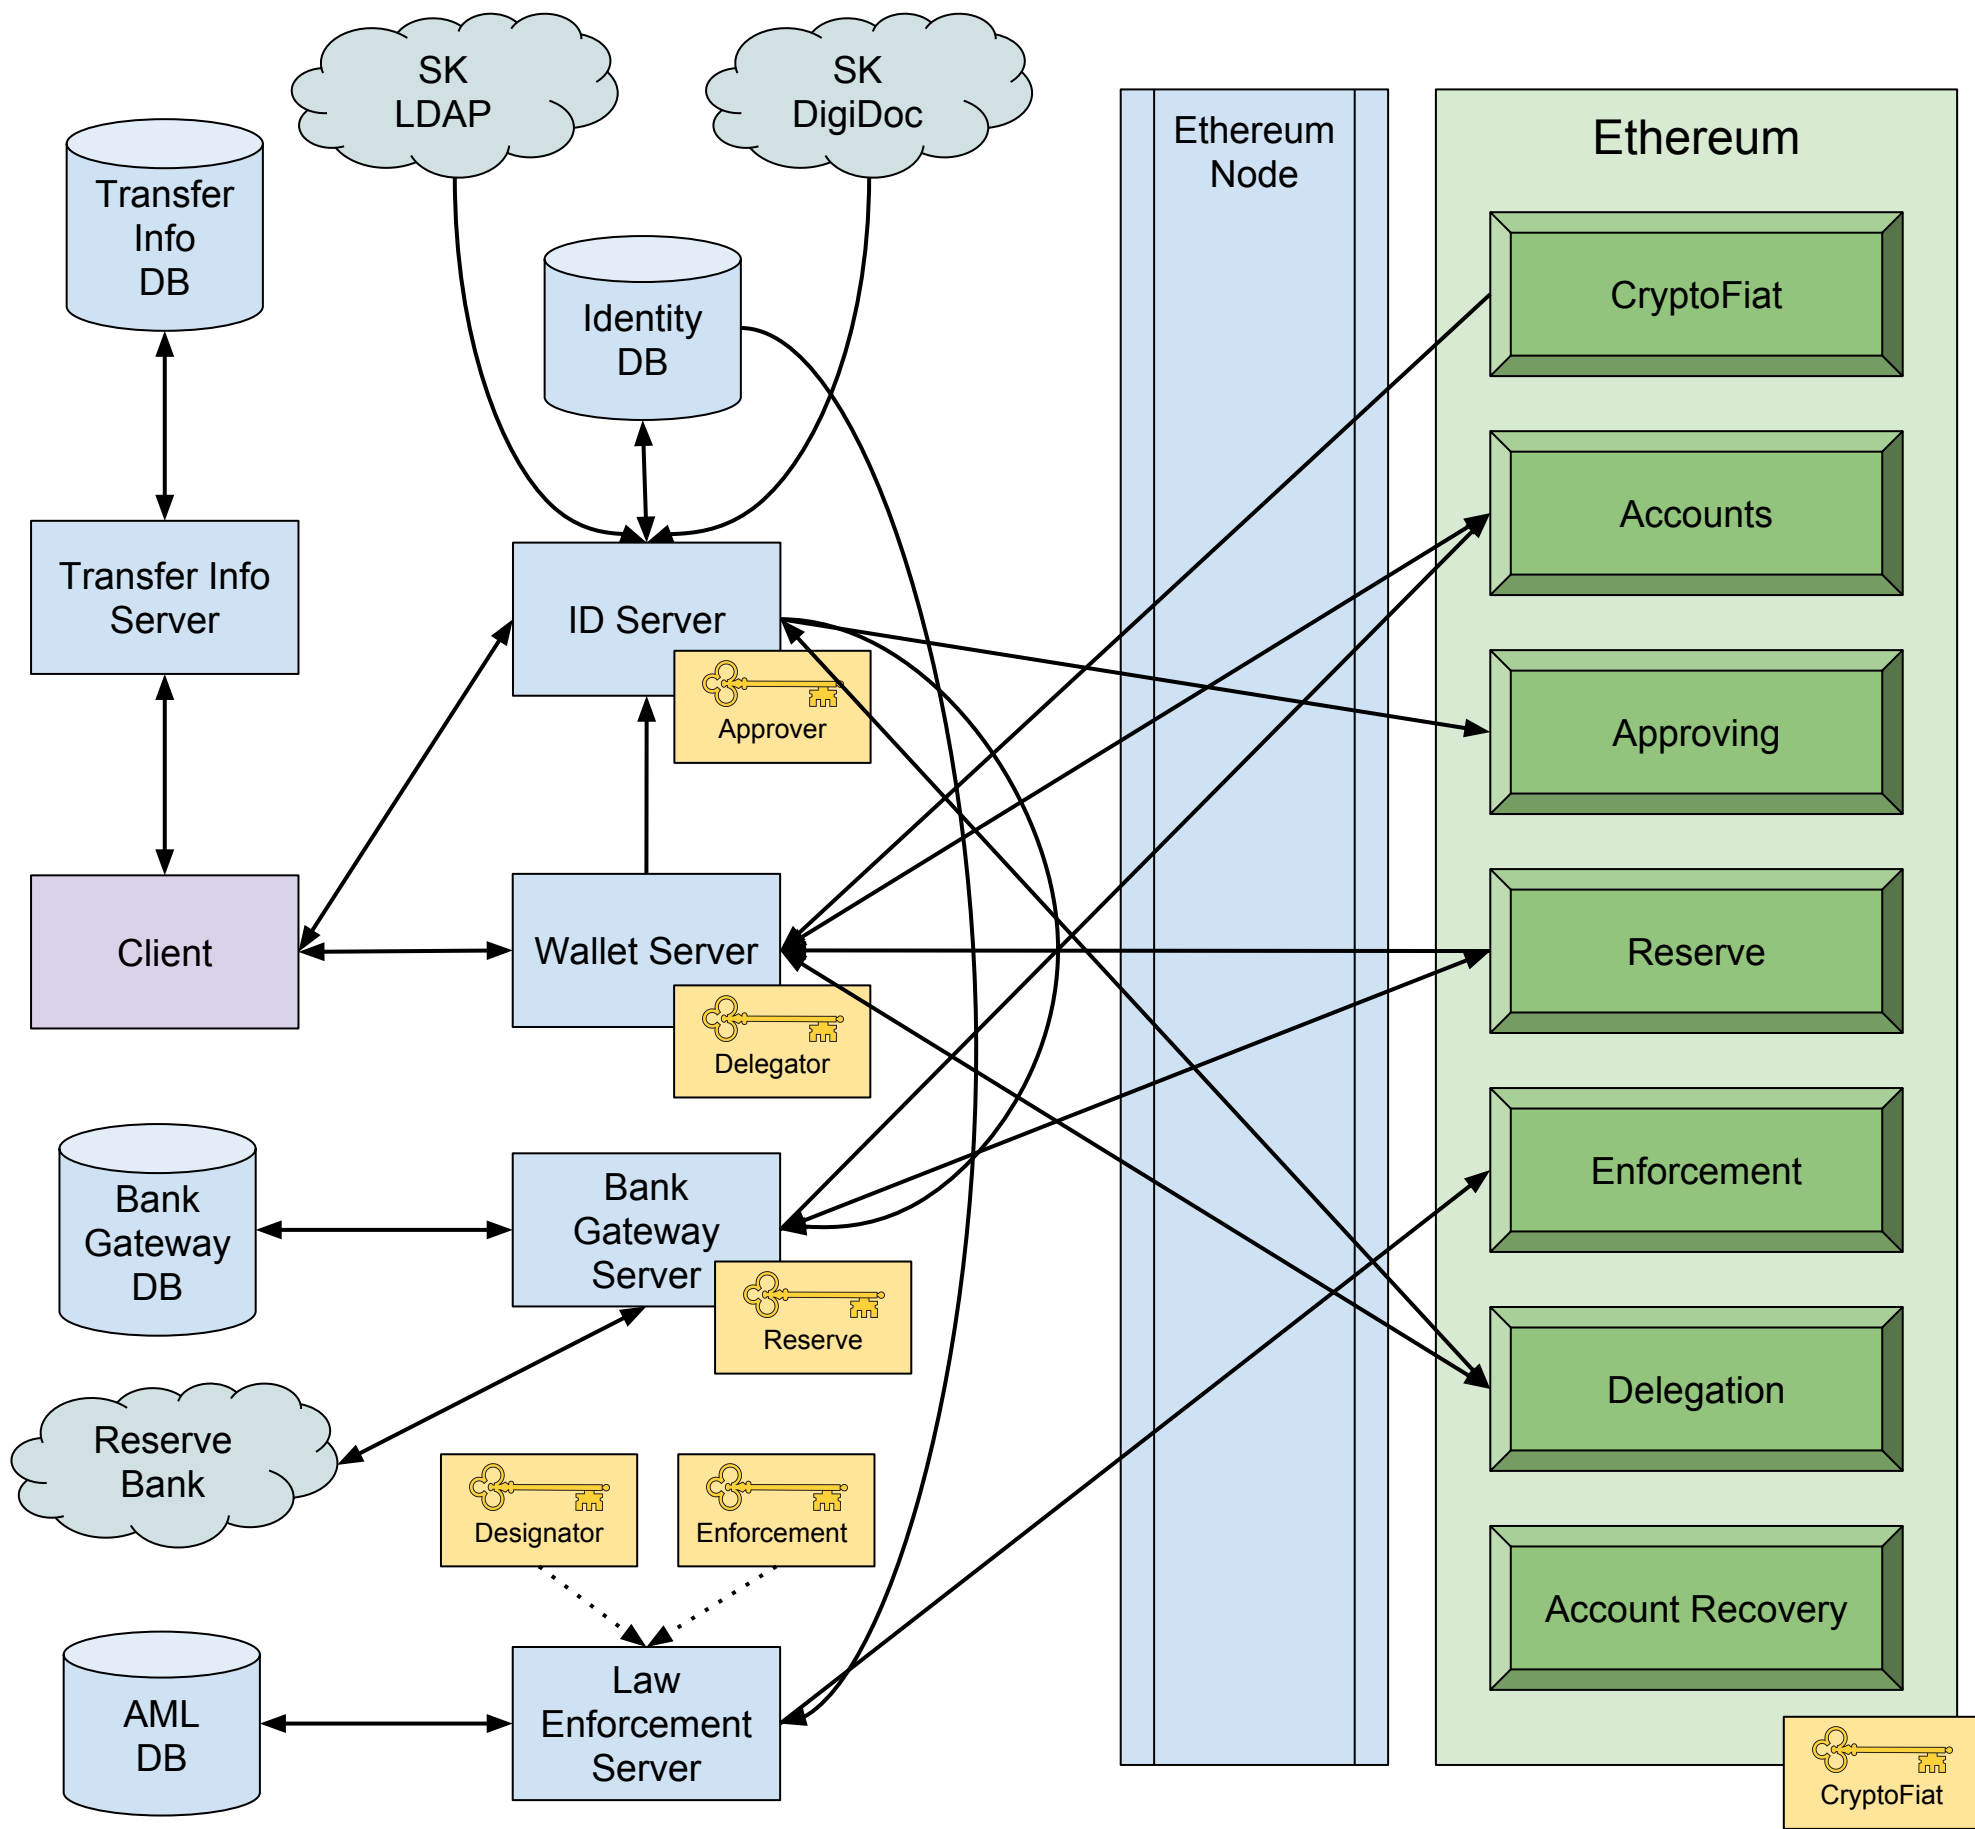 SK
LDAP
SK
DigiDoc
Transfer
Info
DB
Identity
DB
Ethereum
Node
Ethereum
CryptoFiat
Accounts
Transfer Info
Server
ID Server
Approver
Approving
Client
Wallet Server
Delegator
Reserve
Bank
Gateway
DB
Bank
Gateway
Server
Reserve
Enforcement
Reserve
Bank
Designator
Enforcement
Delegation
Account Recovery
AML
DB
Law
Enforcement
Server
CryptoFiat